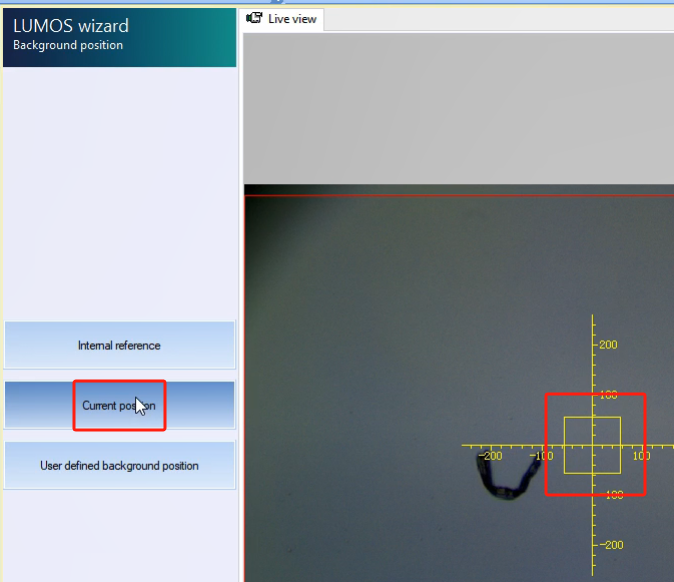 LUMOS wizard
Background position
Live view
Internal reference
Current position
User defined background position
200
100
-200
-100
100
-100
-200